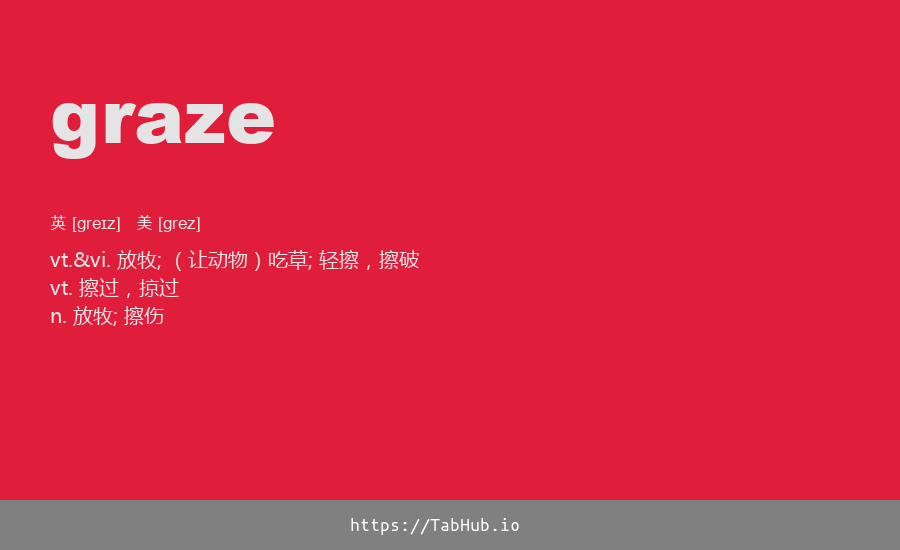 graze
英 [greɪz] 美 [grez]
vt.&vi. 放牧; （让动物）吃草; 轻擦，擦破
vt. 擦过，掠过
n. 放牧; 擦伤
https://TabHub.io